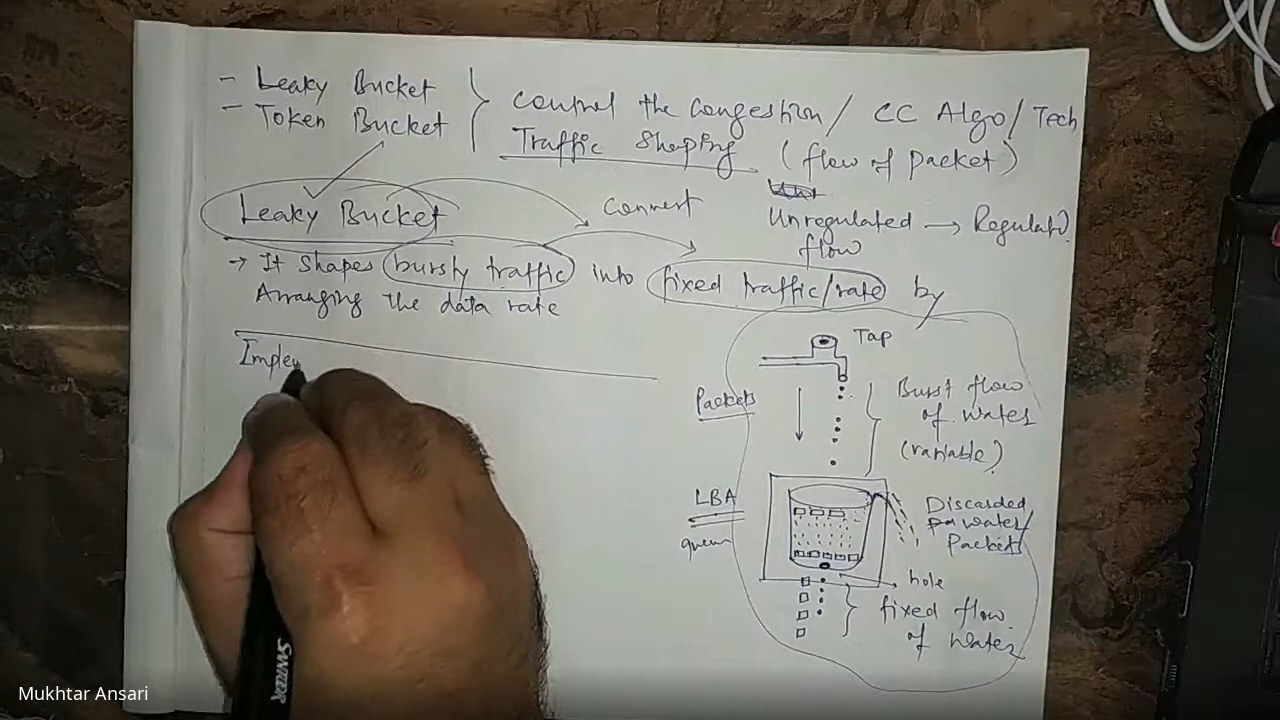 - Leaky Bucket
- Token Bucket
Control the Congestion / CC Algo / Tech
Traffic Shaping (flow of packet)
Leaky Bucket
Convert
Unregulated → Regulated
flow
→ It shapes bursty traffic into fixed traffic/rate by
Arranging the data rate
Imple
Tap
Packets
Burst flow
of water
(variable)
LBA
queue
Discarded
water/
Packets
hole
fixed flow
of water
SANTER
Mukhtar Ansari